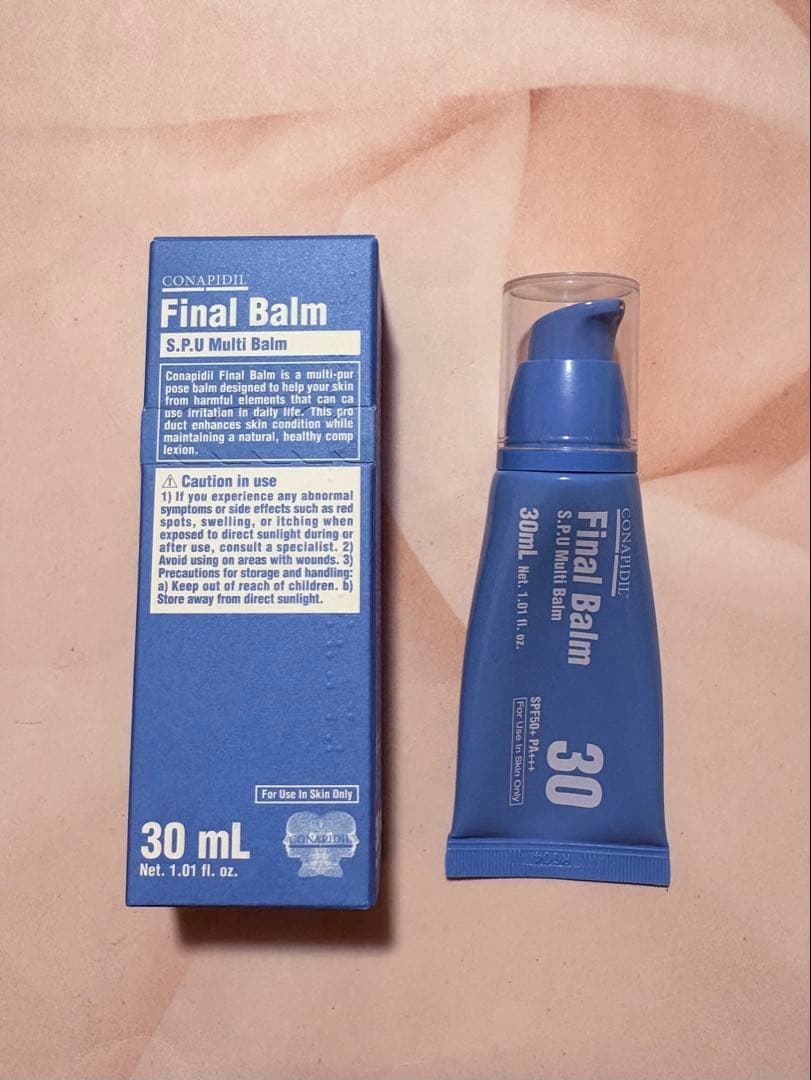 CONAPIDIL™
Final Balm
S.P.U Multi Balm
Conapidil Final Balm is a multi-pur
pose balm designed to help your skin
from harmful elements that can ca
use irritation in daily life. This pro
duct enhances skin condition while
maintaining a natural, healthy comp
lexion.
⚠ Caution in use
1) If you experience any abnormal
symptoms or side effects such as red
spots, swelling, or itching when
exposed to direct sunlight during or
after use, consult a specialist. 2)
Avoid using on areas with wounds. 3)
Precautions for storage and handling:
a) Keep out of reach of children. b)
Store away from direct sunlight.
For Use In Skin Only
CONAPIDIL
30 mL
Net. 1.01 fl. oz.
CONAPIDIL™
Final Balm
S.P.U Multi Balm
30mL Net. 1.01 fl. oz.
30
SPF50+ PA+++
For Use In Skin Only